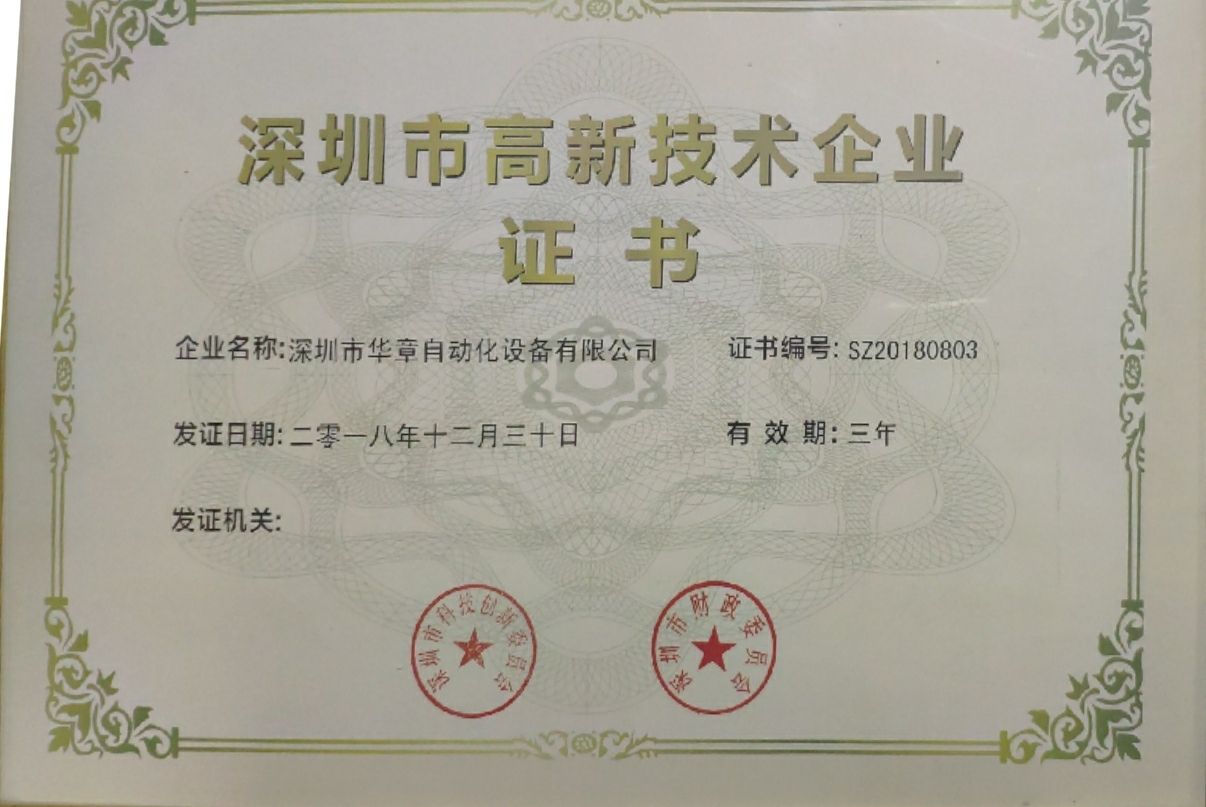 深圳市高新技术企业
证书
企业名称:深圳市华章自动化设备有限公司 证书编号: SZ20180803
发证日期:二零一八年十二月三十日 有效期:三年
发证机关:
深圳市科技创新委员会
深圳市财政委员会